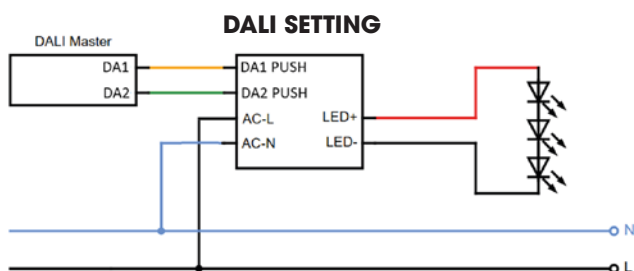 DALI SETTING
DALI Master
DA1
DA2
DA1 PUSH
DA2 PUSH
AC-L
AC-N
LED+
LED-
N
L